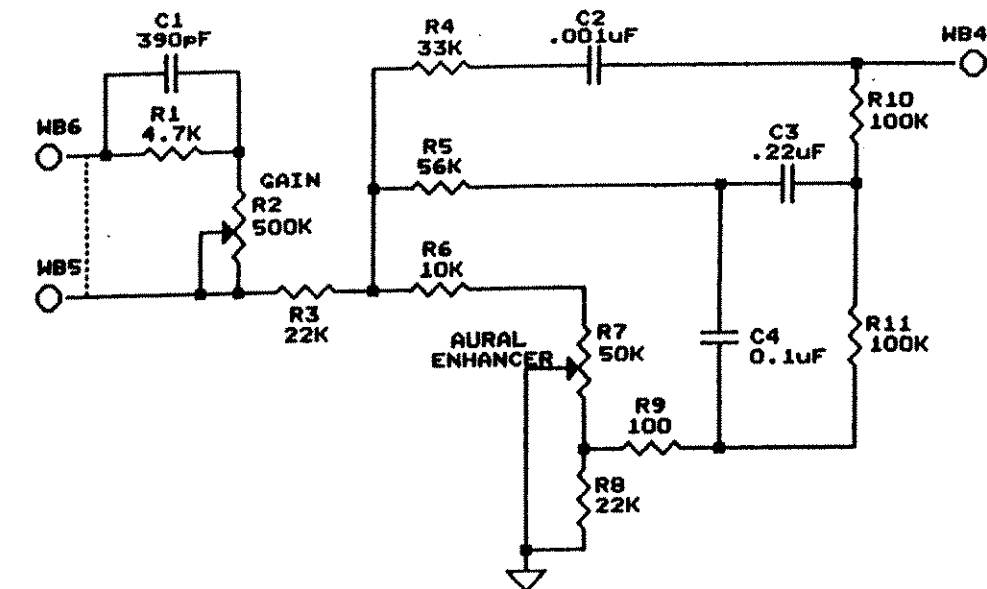 C1
390pF
R1
4.7K
WB6
GAIN
R2
500K
WB5
R3
22K
R4
33K
C2
.001uF
WB4
R10
100K
R5
56K
C3
.22uF
R6
10K
AURAL
ENHANCER
R7
50K
C4
0.1uF
R11
100K
R9
100
R8
22K